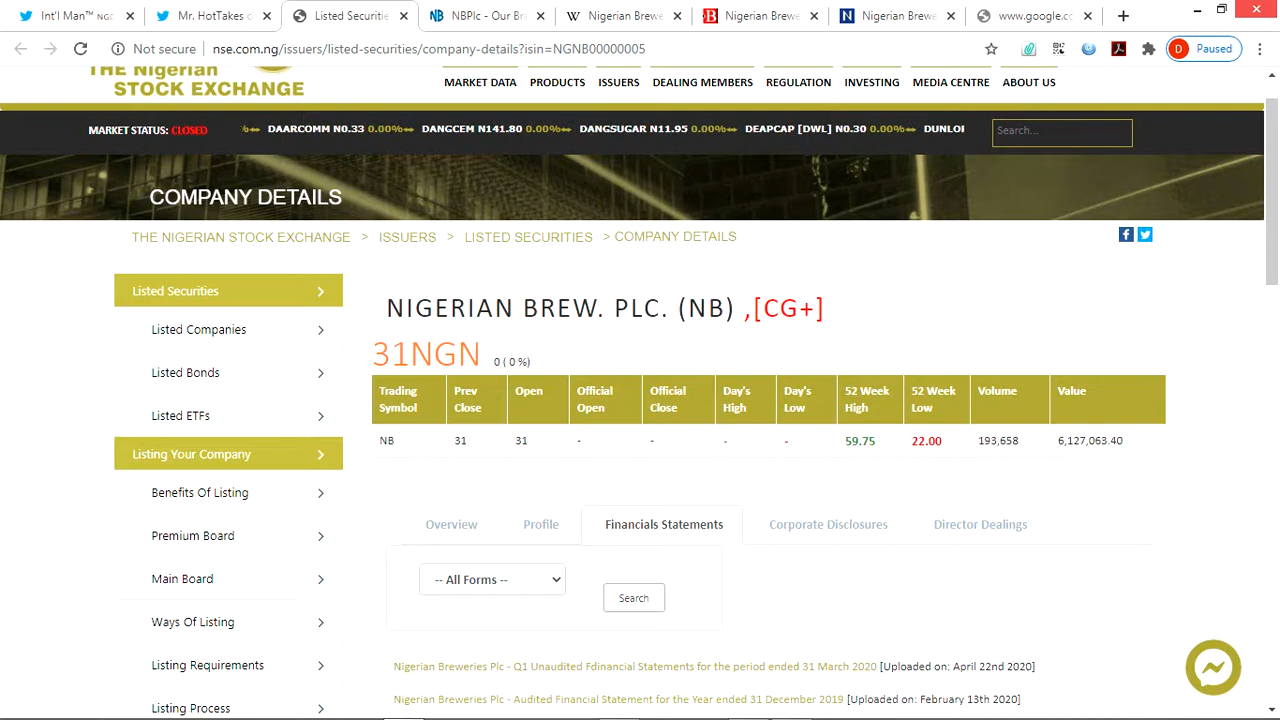 Int'l Man™
Mr. HotTakes
Listed Securitie
NBPlc - Our Br
Nigerian Brewe
Nigerian Brewe
Nigerian Brewe
www.google.co
Not secure
nse.com.ng/issuers/listed-securities/company-details?isin=NGNB00000005
D Paused
THE Nigerian
STOCK EXCHANGE
MARKET DATA PRODUCTS ISSUERS DEALING MEMBERS REGULATION INVESTING MEDIA CENTRE ABOUT US
MARKET STATUS: CLOSED
DAARCOMM N0.33 0.00% DANGCEM N141.80 0.00% DANGSUGAR N11.95 0.00% DEAPCAP [DWL] N0.30 0.00% DUNLOI
Search...
COMPANY DETAILS
THE NIGERIAN STOCK EXCHANGE > ISSUERS > LISTED SECURITIES > COMPANY DETAILS
Listed Securities
Listed Companies
Listed Bonds
Listed ETFs
Listing Your Company
Benefits Of Listing
Premium Board
Main Board
Ways Of Listing
Listing Requirements
Listing Process
NIGERIAN BREW. PLC. (NB) ,[CG+]
31NGN 0 ( 0 %)
Trading Symbol Prev Close Open Official Open Official Close Day's High Day's Low 52 Week High 52 Week Low Volume Value
NB 31 31 - - - - 59.75 22.00 193,658 6,127,063.40
Overview Profile Financials Statements Corporate Disclosures Director Dealings
-- All Forms --
Search
Nigerian Breweries Plc - Q1 Unaudited Fdinancial Statements for the period ended 31 March 2020 [Uploaded on: April 22nd 2020]
Nigerian Breweries Plc - Audited Financial Statement for the Year ended 31 December 2019 [Uploaded on: February 13th 2020]